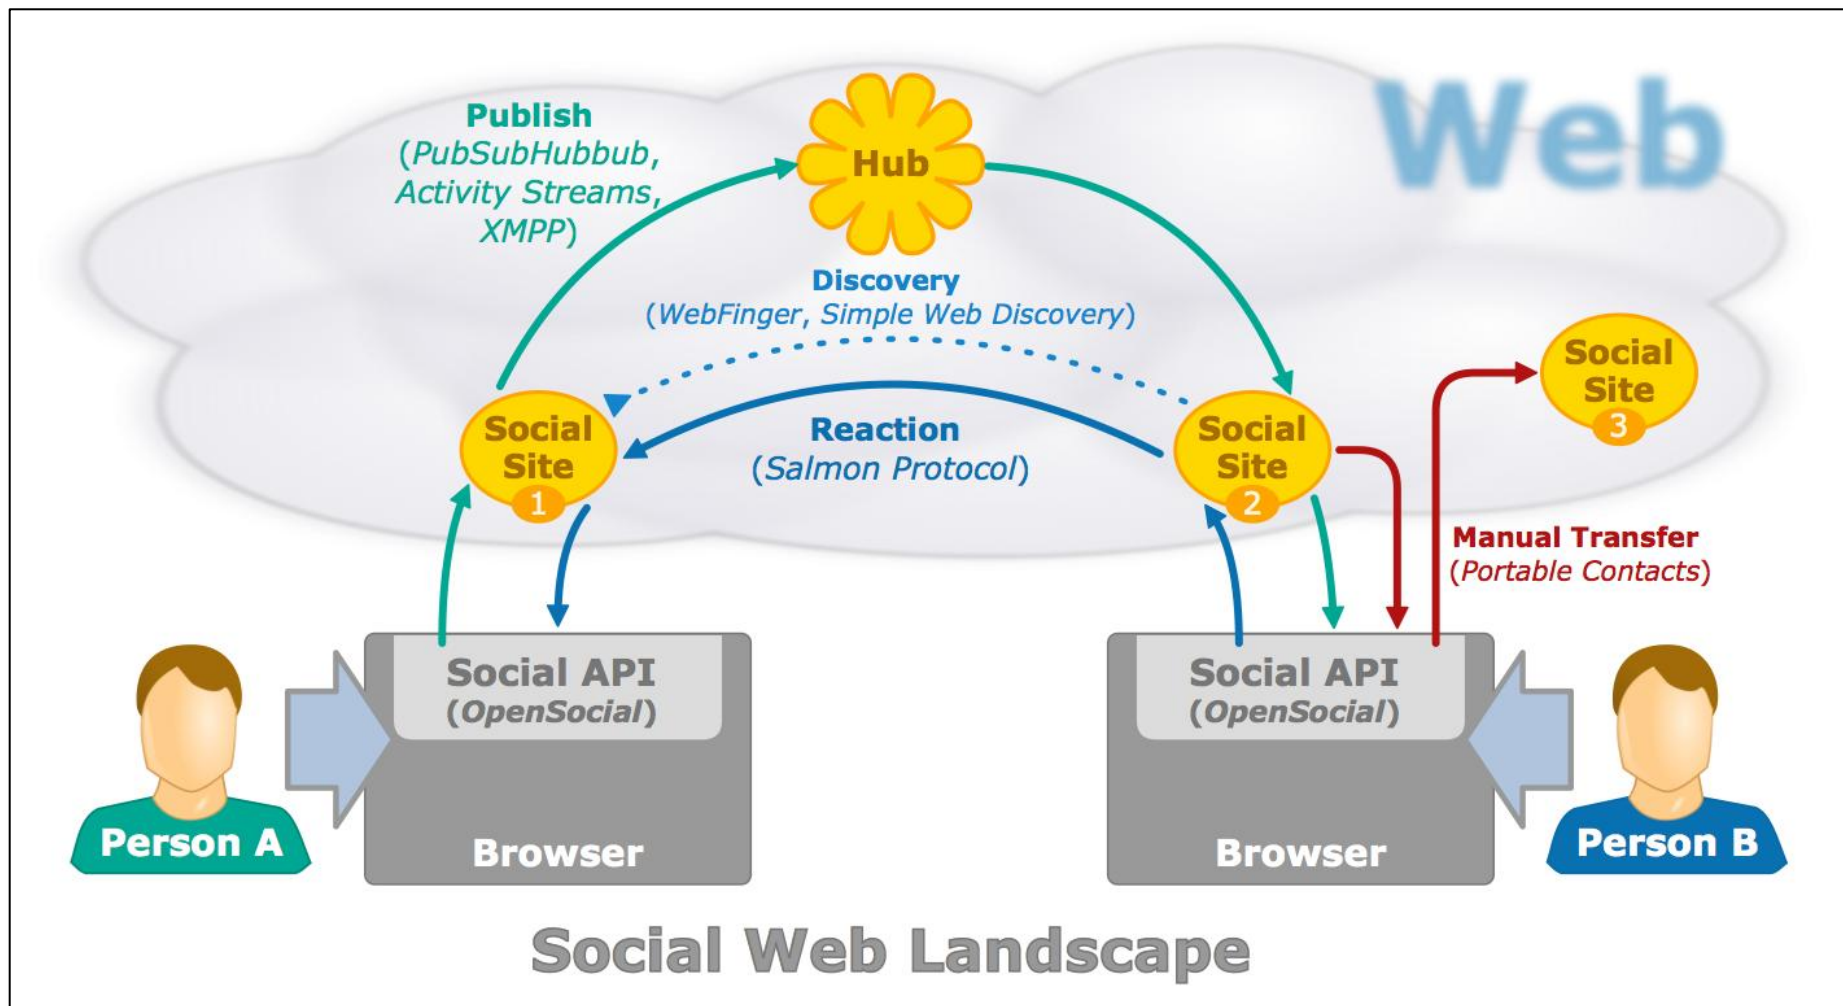 Web
Publish
(PubSubHubbub,
Activity Streams,
XMPP)
Hub
Discovery
(WebFinger, Simple Web Discovery)
Social
Site
1
Reaction
(Salmon Protocol)
Social
Site
2
Social
Site
3
Manual Transfer
(Portable Contacts)
Person A
Social API
(OpenSocial)
Browser
Social API
(OpenSocial)
Browser
Person B
Social Web Landscape